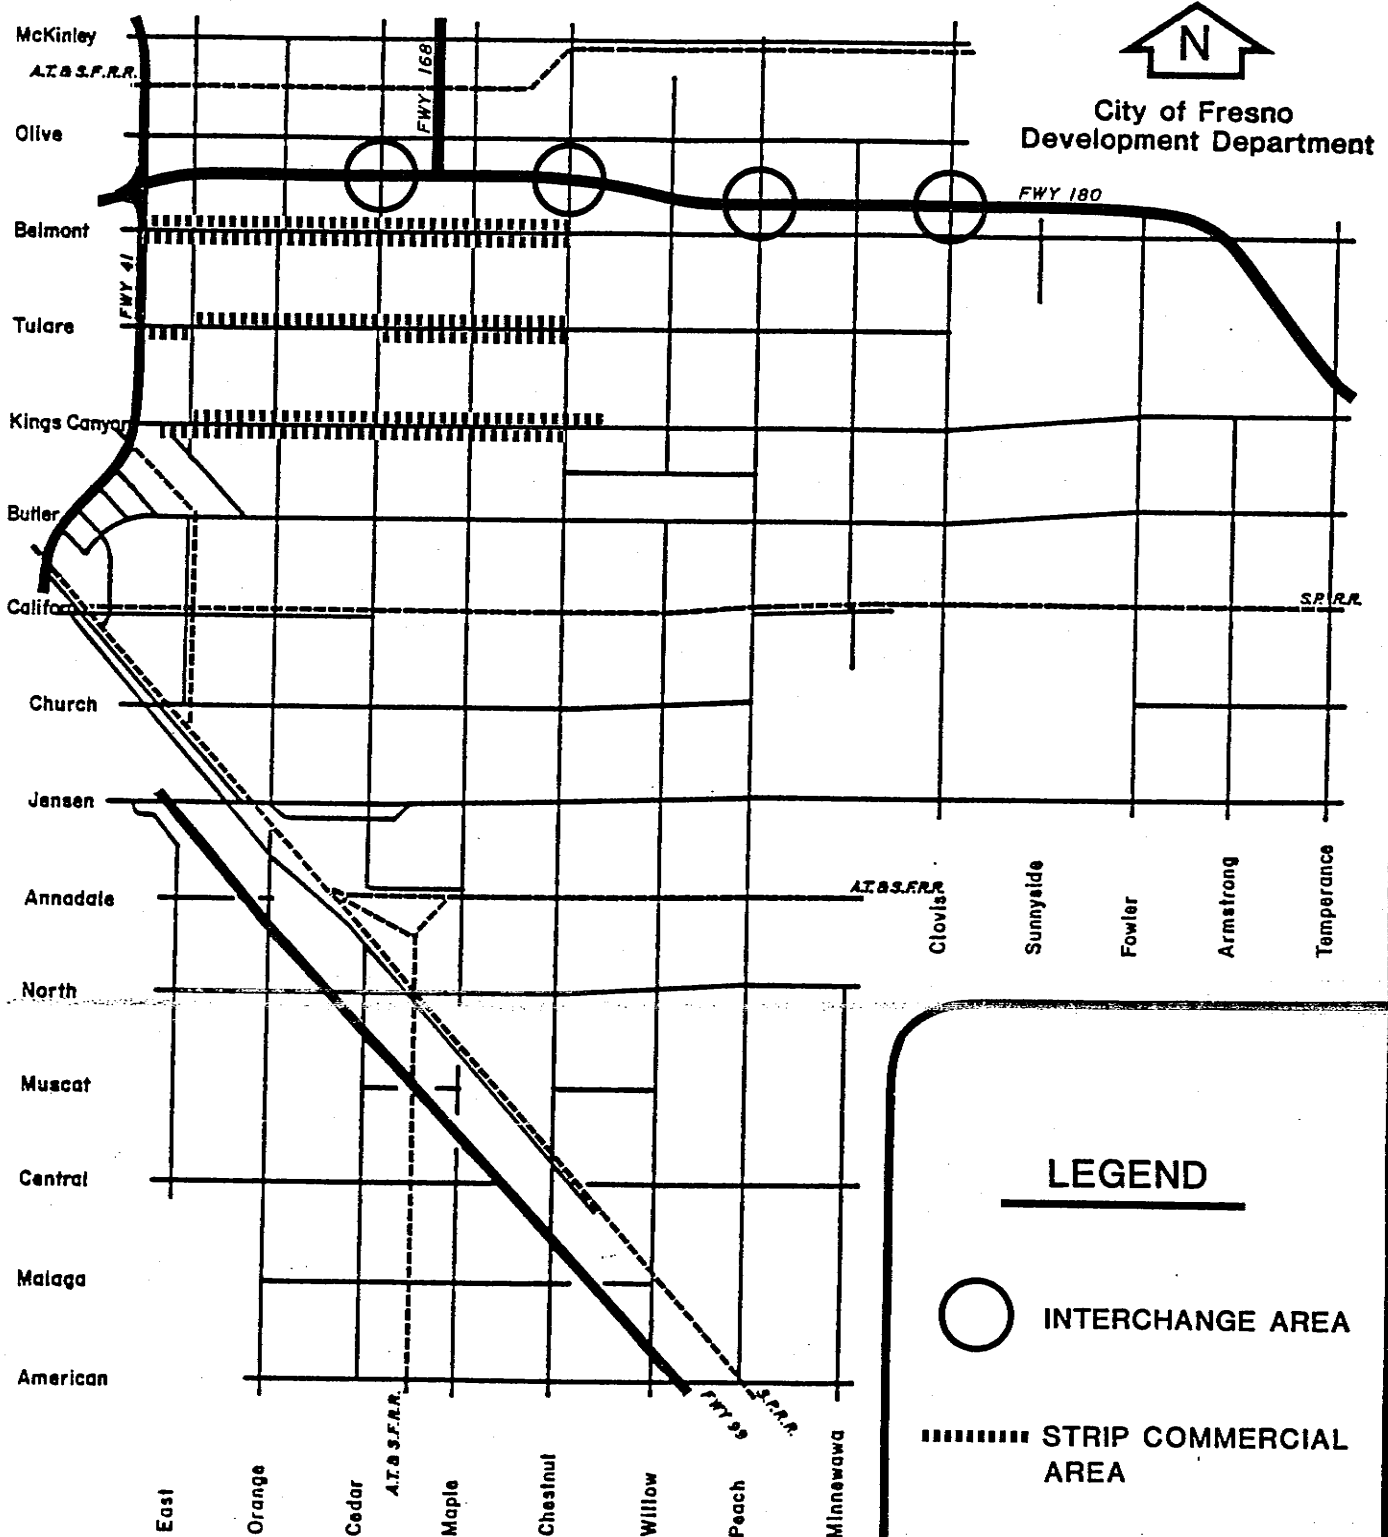 McKinley
A.T. & S.F.R.R.
FWY 168
N
City of Fresno
Development Department
Olive
FWY 180
Belmont
FWY 41
Tulare
Kings Canyon
Butler
California
S.P.R.R.
Church
Jensen
Annadale
A.T. & S.F.R.R.
Clovis
Sunnyside
Fowler
Armstrong
Temperance
North
Muscat
Central
LEGEND
Malaga
INTERCHANGE AREA
American
A.T. & S.F.R.R.
FWY 99
S.P.R.R.
STRIP COMMERCIAL
AREA
East
Orange
Cedar
Maple
Chestnut
Willow
Peach
Minnewawa